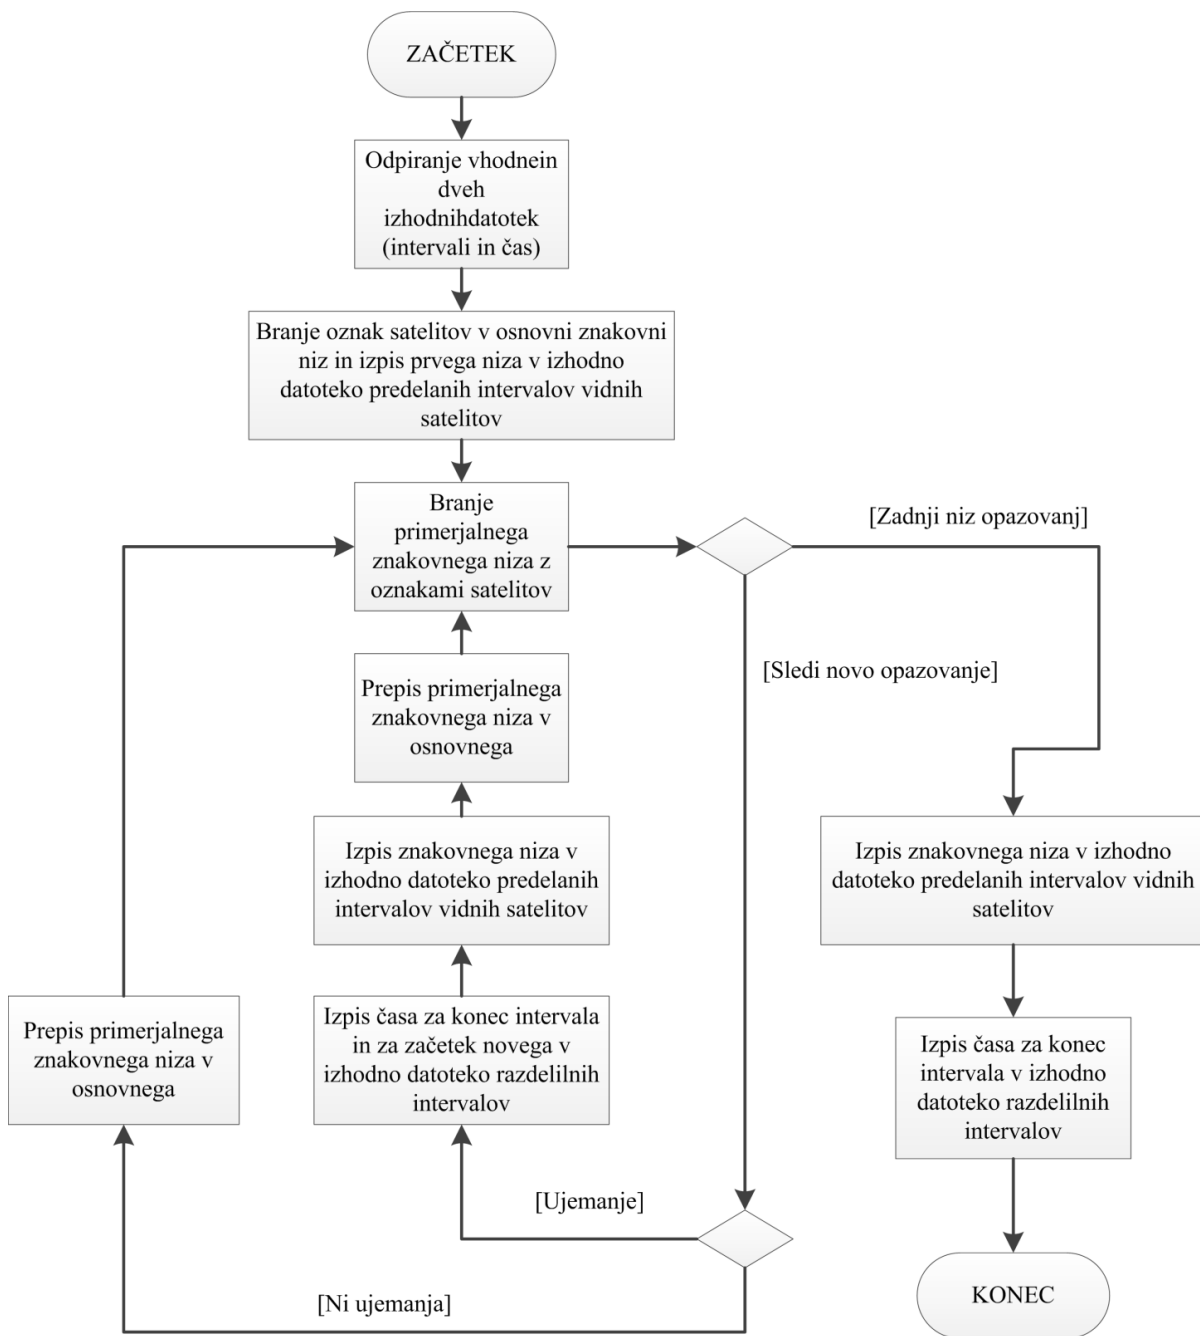 ZAČETEK
Odpiranje vhodnein
dveh
izhodnihdatotek
(intervali in čas)
Branje oznak satelitov v osnovni znakovni
niz in izpis prvega niza v izhodno
datoteko predelanih intervalov vidnih
satelitov
Branje
primerjalnega
znakovnega niza z
oznakami satelitov
[Zadnji niz opazovanj]
[Sledi novo opazovanje]
Prepis primerjalnega
znakovnega niza v
osnovnega
Izpis znakovnega niza v
izhodno datoteko predelanih
intervalov vidnih satelitov
Izpis znakovnega niza v izhodno
datoteko predelanih intervalov vidnih
satelitov
Prepis primerjalnega
znakovnega niza v
osnovnega
Izpis časa za konec intervala
in za začetek novega v
izhodno datoteko razdelilnih
intervalov
Izpis časa za konec
intervala v izhodno
datoteko razdelilnih
intervalov
[Ujemanje]
[Ni ujemanja]
KONEC